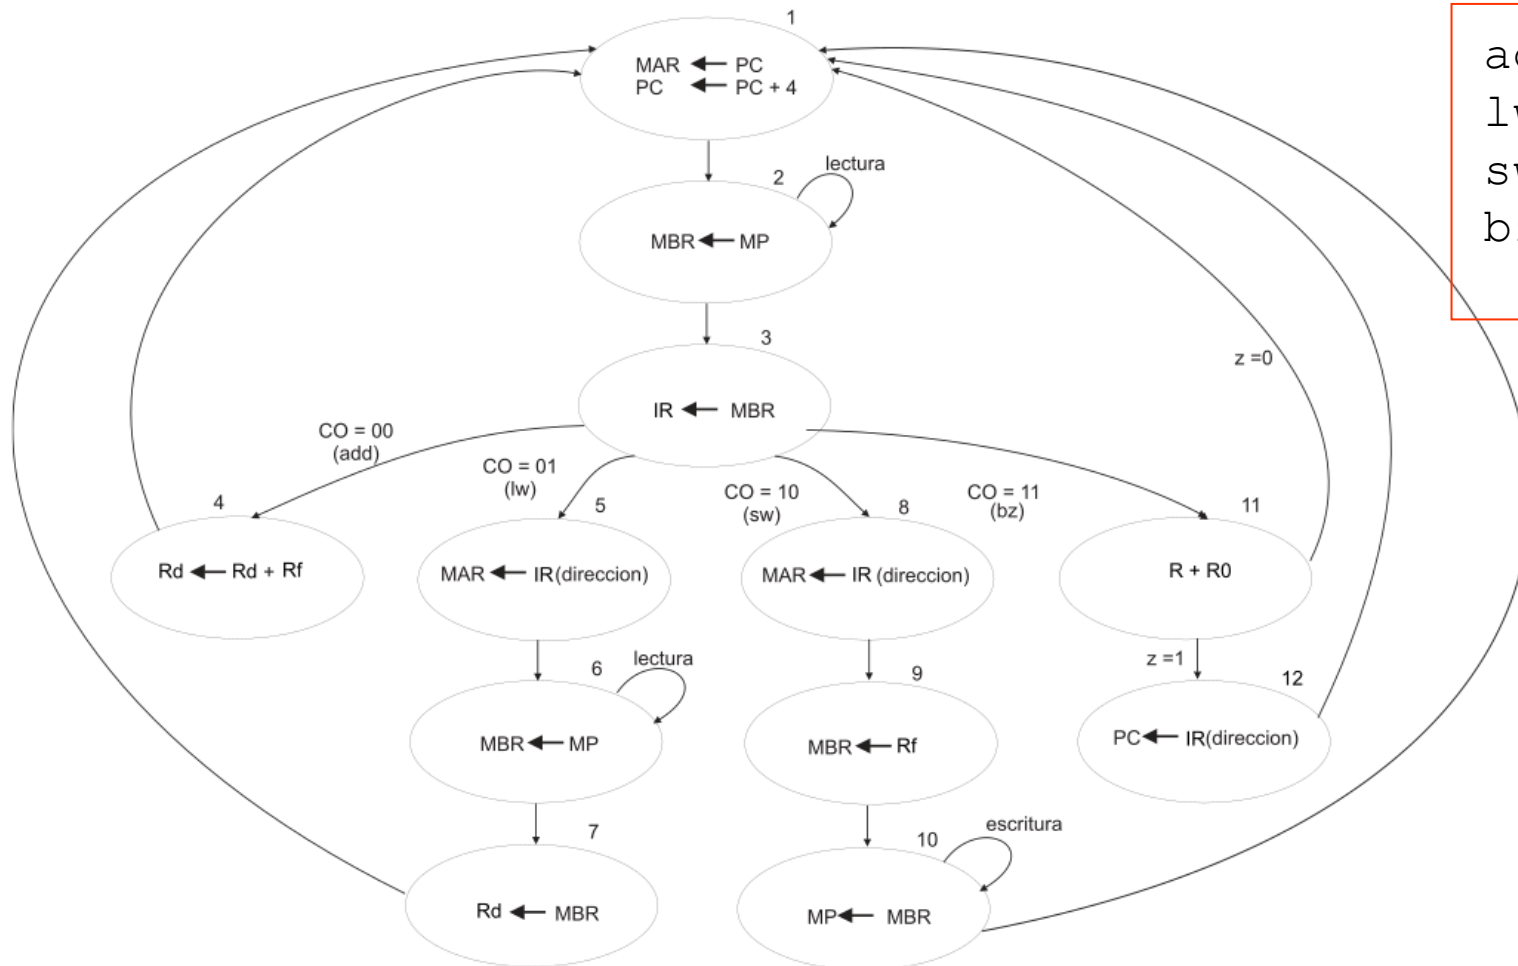 1
MAR ← PC
PC ← PC + 4
2
lectura
MBR ← MP
3
IR ← MBR
z =0
CO = 00
(add)
CO = 01
(lw)
CO = 10
(sw)
CO = 11
(bz)
4
Rd ← Rd + Rf
5
MAR ← IR(direccion)
8
MAR ← IR (direccion)
11
R + R0
6
lectura
MBR ← MP
9
MBR ← Rf
z =1
12
PC ← IR(direccion)
7
Rd ← MBR
10
escritura
MP ← MBR